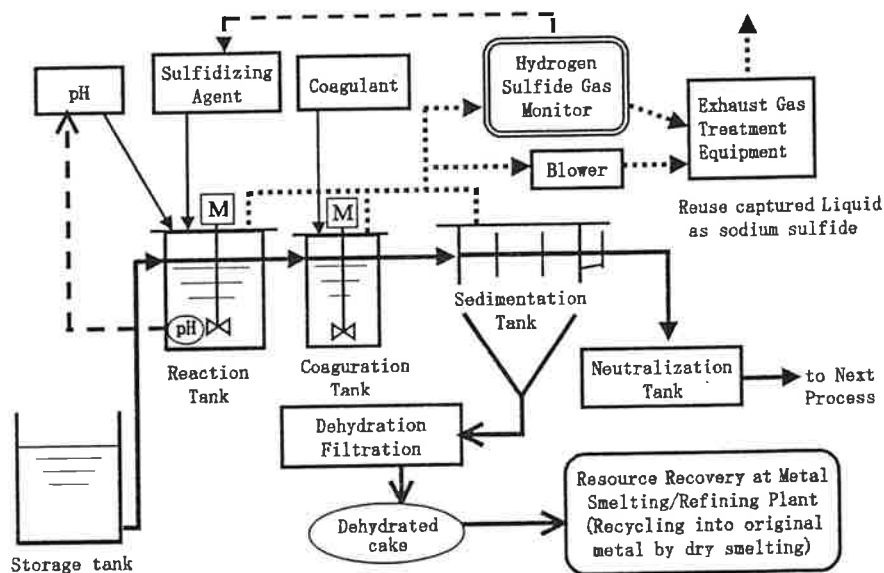 pH
Sulfidizing
Agent
Coagulant
Hydrogen
Sulfide Gas
Monitor
Exhaust Gas
Treatment
Equipment
Blower
Reuse captured Liquid
as sodium sulfide
M
M
pH
Reaction
Tank
Coaguration
Tank
Sedimentation
Tank
Neutralization
Tank
to Next
Process
Dehydration
Filtration
Dehydrated
cake
Resource Recovery at Metal
Smelting/Refining Plant
(Recycling into original
metal by dry smelting)
Storage tank